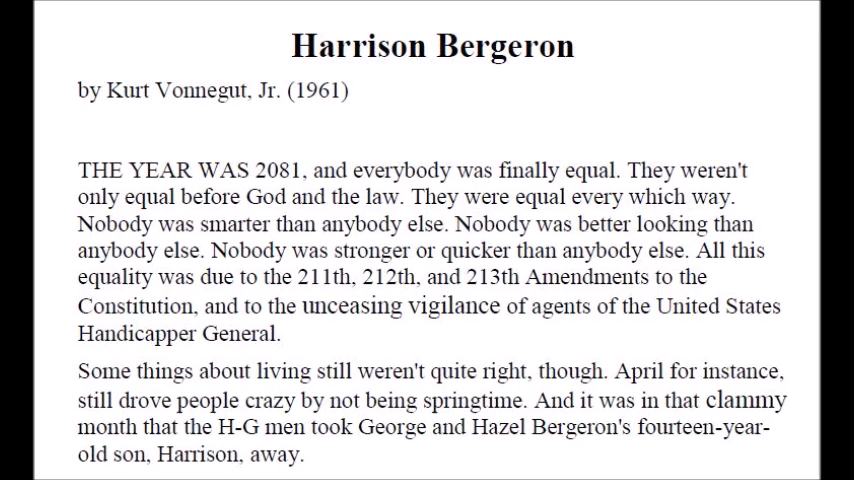 Harrison Bergeron
by Kurt Vonnegut, Jr. (1961)
THE YEAR WAS 2081, and everybody was finally equal. They weren't
only equal before God and the law. They were equal every which way.
Nobody was smarter than anybody else. Nobody was better looking than
anybody else. Nobody was stronger or quicker than anybody else. All this
equality was due to the 211th, 212th, and 213th Amendments to the
Constitution, and to the unceasing vigilance of agents of the United States
Handicapper General.
Some things about living still weren't quite right, though. April for instance,
still drove people crazy by not being springtime. And it was in that clammy
month that the H-G men took George and Hazel Bergeron's fourteen-year-
old son, Harrison, away.